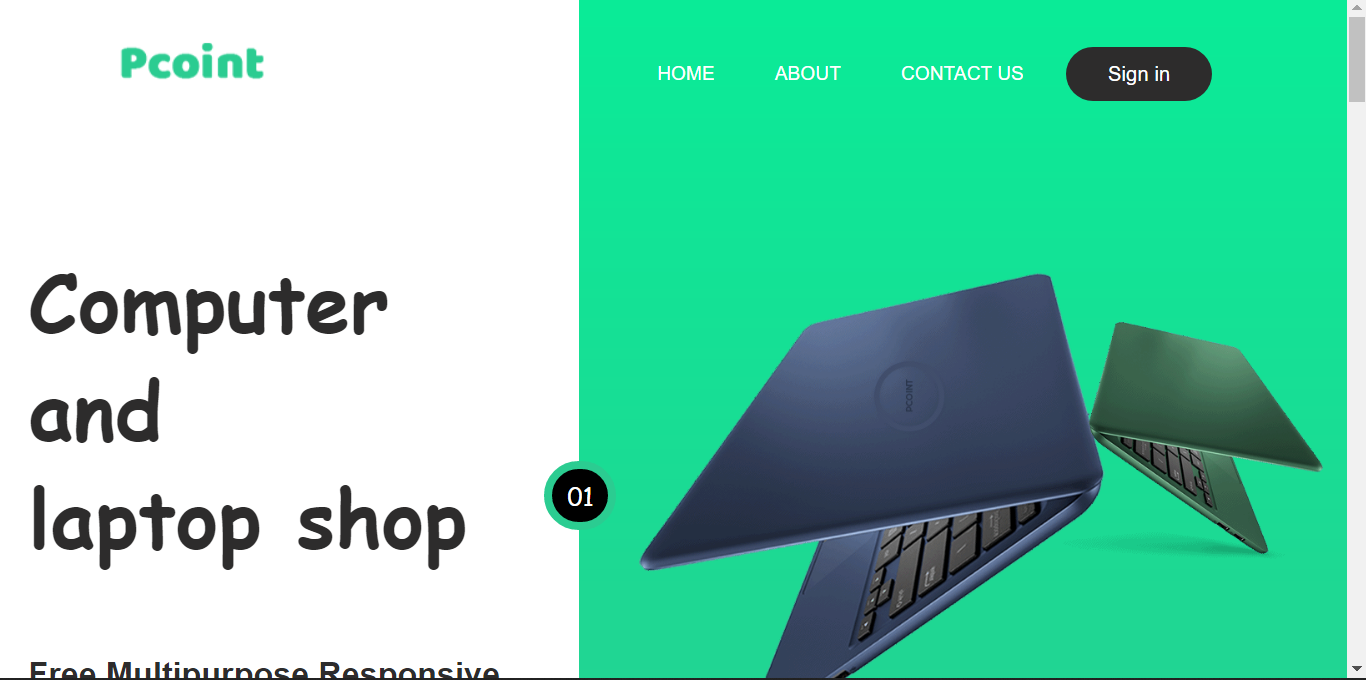 Pcoint
HOME ABOUT CONTACT US Sign in
Computer
and
laptop shop
01
PCOINT
Free Multipurpose Responsive